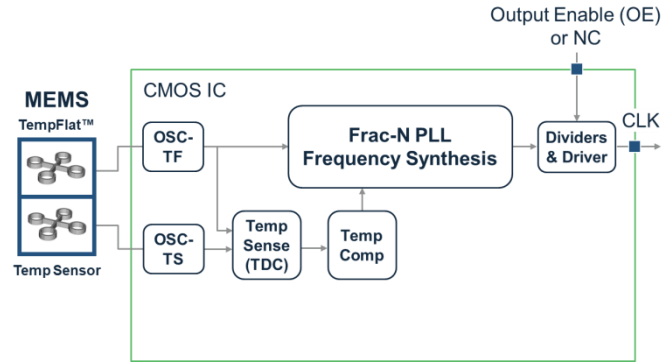 Output Enable (OE)
or NC
MEMS
TempFlat™
CMOS IC
CLK
OSC-
TF
Frac-N PLL
Frequency Synthesis
Dividers
& Driver
OSC-
TS
Temp
Sense
(TDC)
Temp
Comp
Temp Sensor